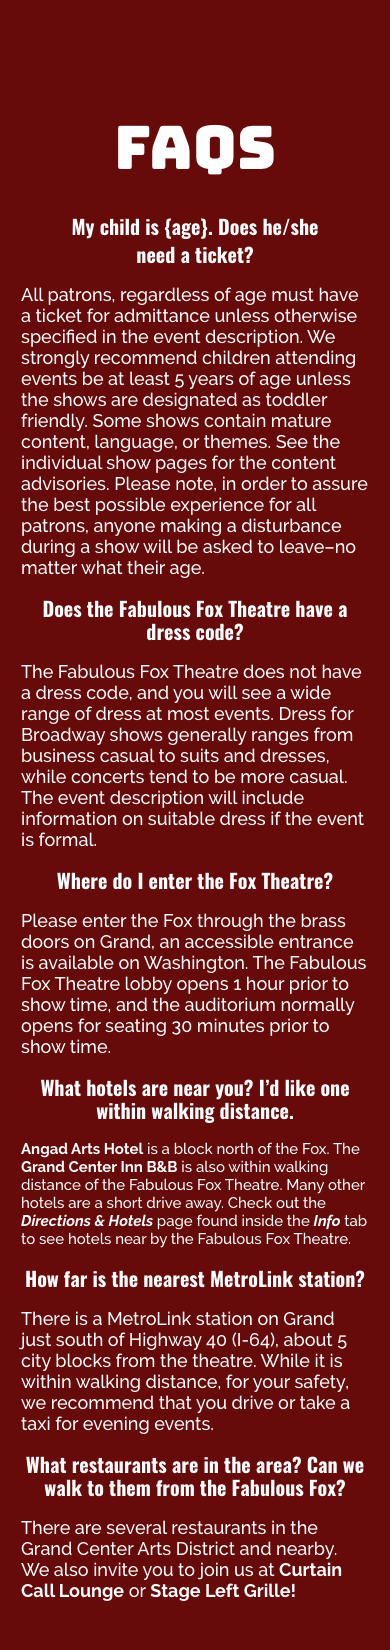 FAQS
My child is {age}. Does he/she
need a ticket?
All patrons, regardless of age must have
a ticket for admittance unless otherwise
specified in the event description. We
strongly recommend children attending
events be at least 5 years of age unless
the shows are designated as toddler
friendly. Some shows contain mature
content, language, or themes. See the
individual show pages for the content
advisories. Please note, in order to assure
the best possible experience for all
patrons, anyone making a disturbance
during a show will be asked to leave–no
matter what their age.
Does the Fabulous Fox Theatre have a
dress code?
The Fabulous Fox Theatre does not have
a dress code, and you will see a wide
range of dress at most events. Dress for
Broadway shows generally ranges from
business casual to suits and dresses,
while concerts tend to be more casual.
The event description will include
information on suitable dress if the event
is formal.
Where do I enter the Fox Theatre?
Please enter the Fox through the brass
doors on Grand, an accessible entrance
is available on Washington. The Fabulous
Fox Theatre lobby opens 1 hour prior to
show time, and the auditorium normally
opens for seating 30 minutes prior to
show time.
What hotels are near you? I’d like one
within walking distance.
Angad Arts Hotel is a block north of the Fox. The
Grand Center Inn B&B is also within walking
distance of the Fabulous Fox Theatre. Many other
hotels are a short drive away. Check out the
Directions & Hotels page found inside the Info tab
to see hotels near by the Fabulous Fox Theatre.
How far is the nearest MetroLink station?
There is a MetroLink station on Grand
just south of Highway 40 (I-64), about 5
city blocks from the theatre. While it is
within walking distance, for your safety,
we recommend that you drive or take a
taxi for evening events.
What restaurants are in the area? Can we
walk to them from the Fabulous Fox?
There are several restaurants in the
Grand Center Arts District and nearby.
We also invite you to join us at Curtain
Call Lounge or Stage Left Grille!